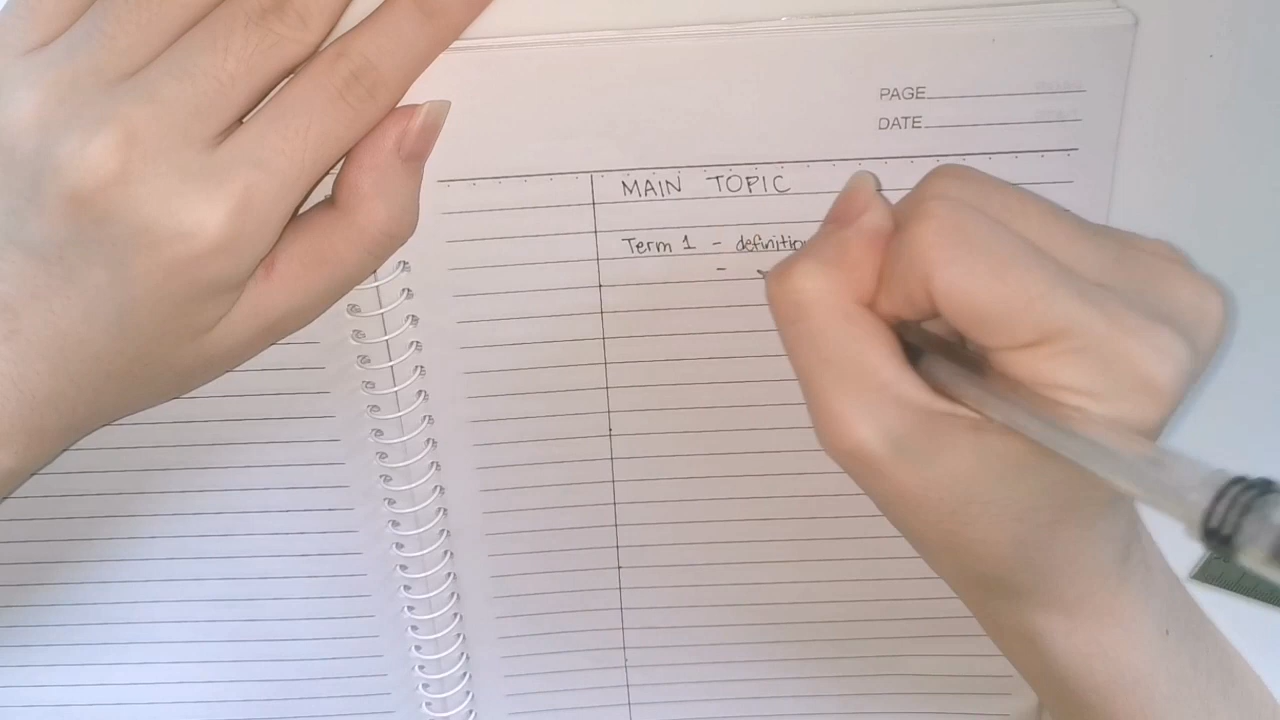 PAGE
DATE
MAIN TOPIC
Term 1 - definition
-